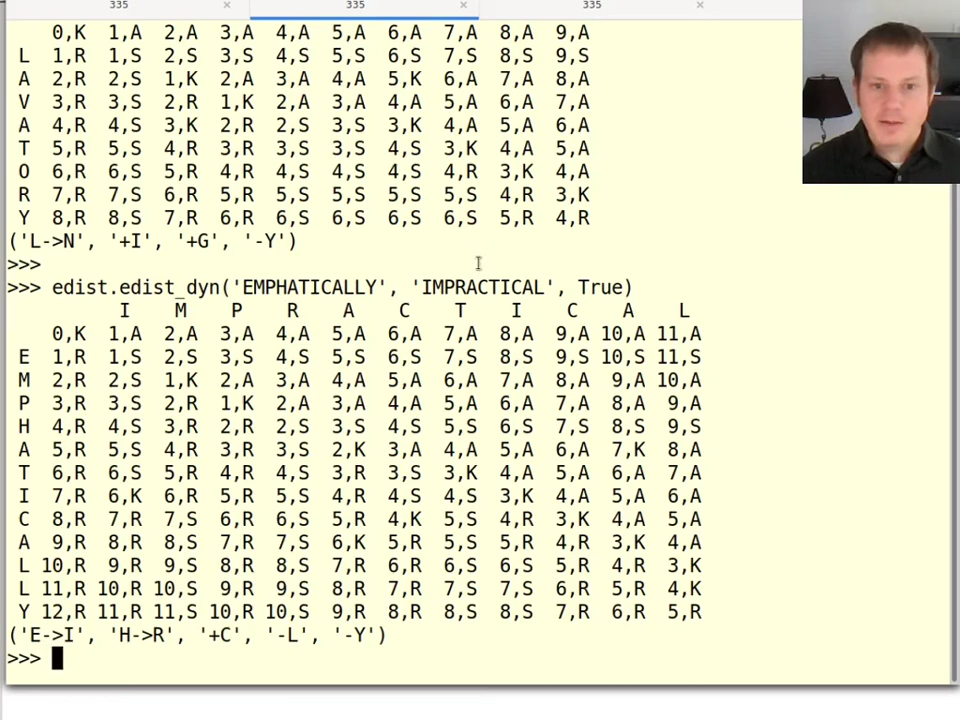 335 × 335 × 335 ×
0,K 1,A 2,A 3,A 4,A 5,A 6,A 7,A 8,A 9,A
L 1,R 1,S 2,S 3,S 4,S 5,S 6,S 7,S 8,S 9,S
A 2,R 2,S 1,K 2,A 3,A 4,A 5,K 6,A 7,A 8,A
V 3,R 3,S 2,R 1,K 2,A 3,A 4,A 5,A 6,A 7,A
A 4,R 4,S 3,K 2,R 2,S 3,S 3,K 4,A 5,A 6,A
T 5,R 5,S 4,R 3,R 3,S 3,S 4,S 3,K 4,A 5,A
O 6,R 6,S 5,R 4,R 4,S 4,S 4,S 4,R 3,K 4,A
R 7,R 7,S 6,R 5,R 5,S 5,S 5,S 5,S 4,R 3,K
Y 8,R 8,S 7,R 6,R 6,S 6,S 6,S 6,S 5,R 4,R
('L->N', '+I', '+G', '-Y')
>>>
>>> edist.edist_dyn('EMPHATICALLY', 'IMPRACTICAL', True)
I M P R A C T I C A L
0,K 1,A 2,A 3,A 4,A 5,A 6,A 7,A 8,A 9,A 10,A 11,A
E 1,R 1,S 2,S 3,S 4,S 5,S 6,S 7,S 8,S 9,S 10,S 11,S
M 2,R 2,S 1,K 2,A 3,A 4,A 5,A 6,A 7,A 8,A 9,A 10,A
P 3,R 3,S 2,R 1,K 2,A 3,A 4,A 5,A 6,A 7,A 8,A 9,A
H 4,R 4,S 3,R 2,R 2,S 3,S 4,S 5,S 6,S 7,S 8,S 9,S
A 5,R 5,S 4,R 3,R 3,S 2,K 3,A 4,A 5,A 6,A 7,K 8,A
T 6,R 6,S 5,R 4,R 4,S 3,R 3,S 3,K 4,A 5,A 6,A 7,A
I 7,R 6,K 6,R 5,R 5,S 4,R 4,S 4,S 3,K 4,A 5,A 6,A
C 8,R 7,R 7,S 6,R 6,S 5,R 4,K 5,S 4,R 3,K 4,A 5,A
A 9,R 8,R 8,S 7,R 7,S 6,K 5,R 5,S 5,R 4,R 3,K 4,A
L 10,R 9,R 9,S 8,R 8,S 7,R 6,R 6,S 6,S 5,R 4,R 3,K
L 11,R 10,R 10,S 9,R 9,S 8,R 7,R 7,S 7,S 6,R 5,R 4,K
Y 12,R 11,R 11,S 10,R 10,S 9,R 8,R 8,S 8,S 7,R 6,R 5,R
('E->I', 'H->R', '+C', '-L', '-Y')
>>>